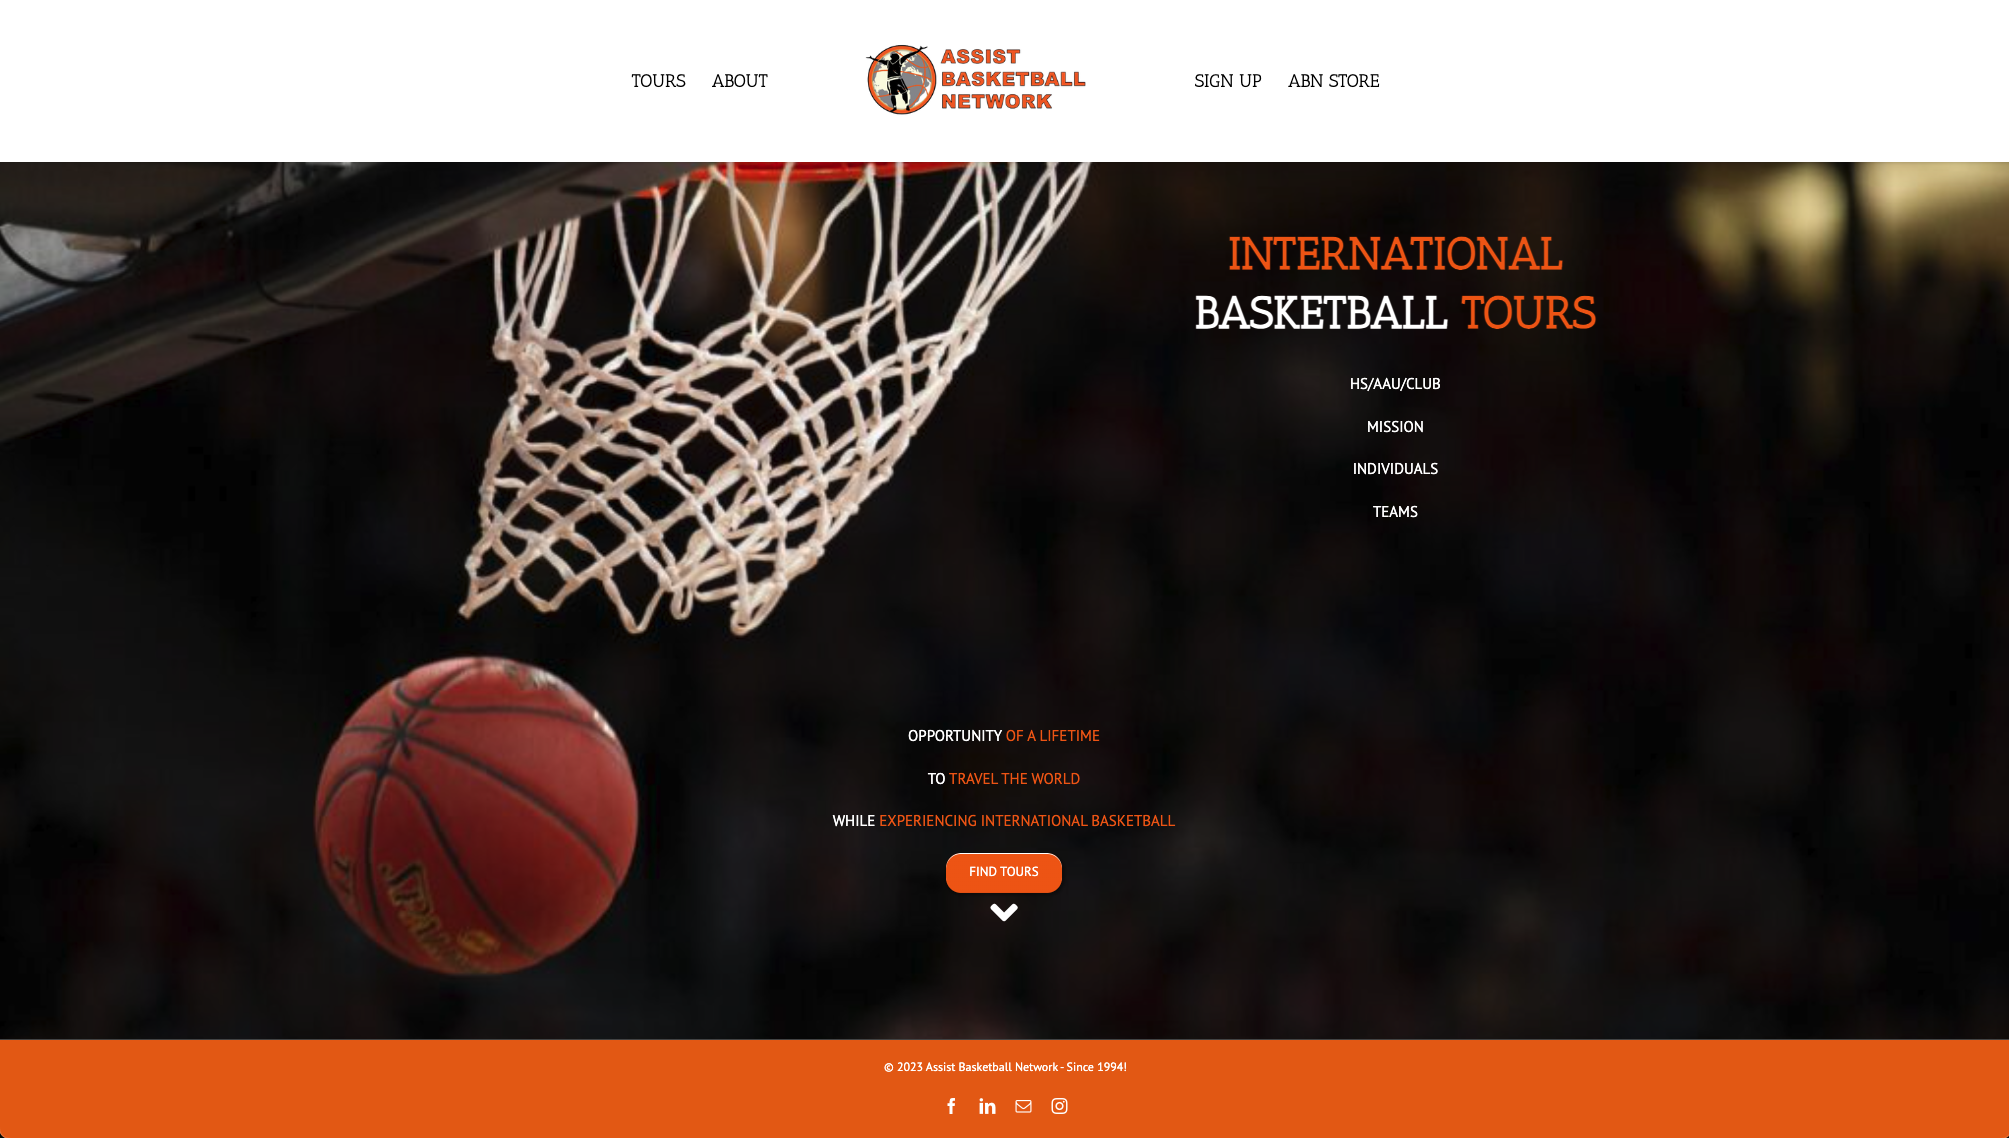 TOURS ABOUT
ASSIST
BASKETBALL
NETWORK
SIGN UP ABN STORE
INTERNATIONAL
BASKETBALL TOURS
HS/AAU/CLUB
MISSION
INDIVIDUALS
TEAMS
OPPORTUNITY OF A LIFETIME
TO TRAVEL THE WORLD
WHILE EXPERIENCING INTERNATIONAL BASKETBALL
FIND TOURS
© 2023 Assist Basketball Network - Since 1994!